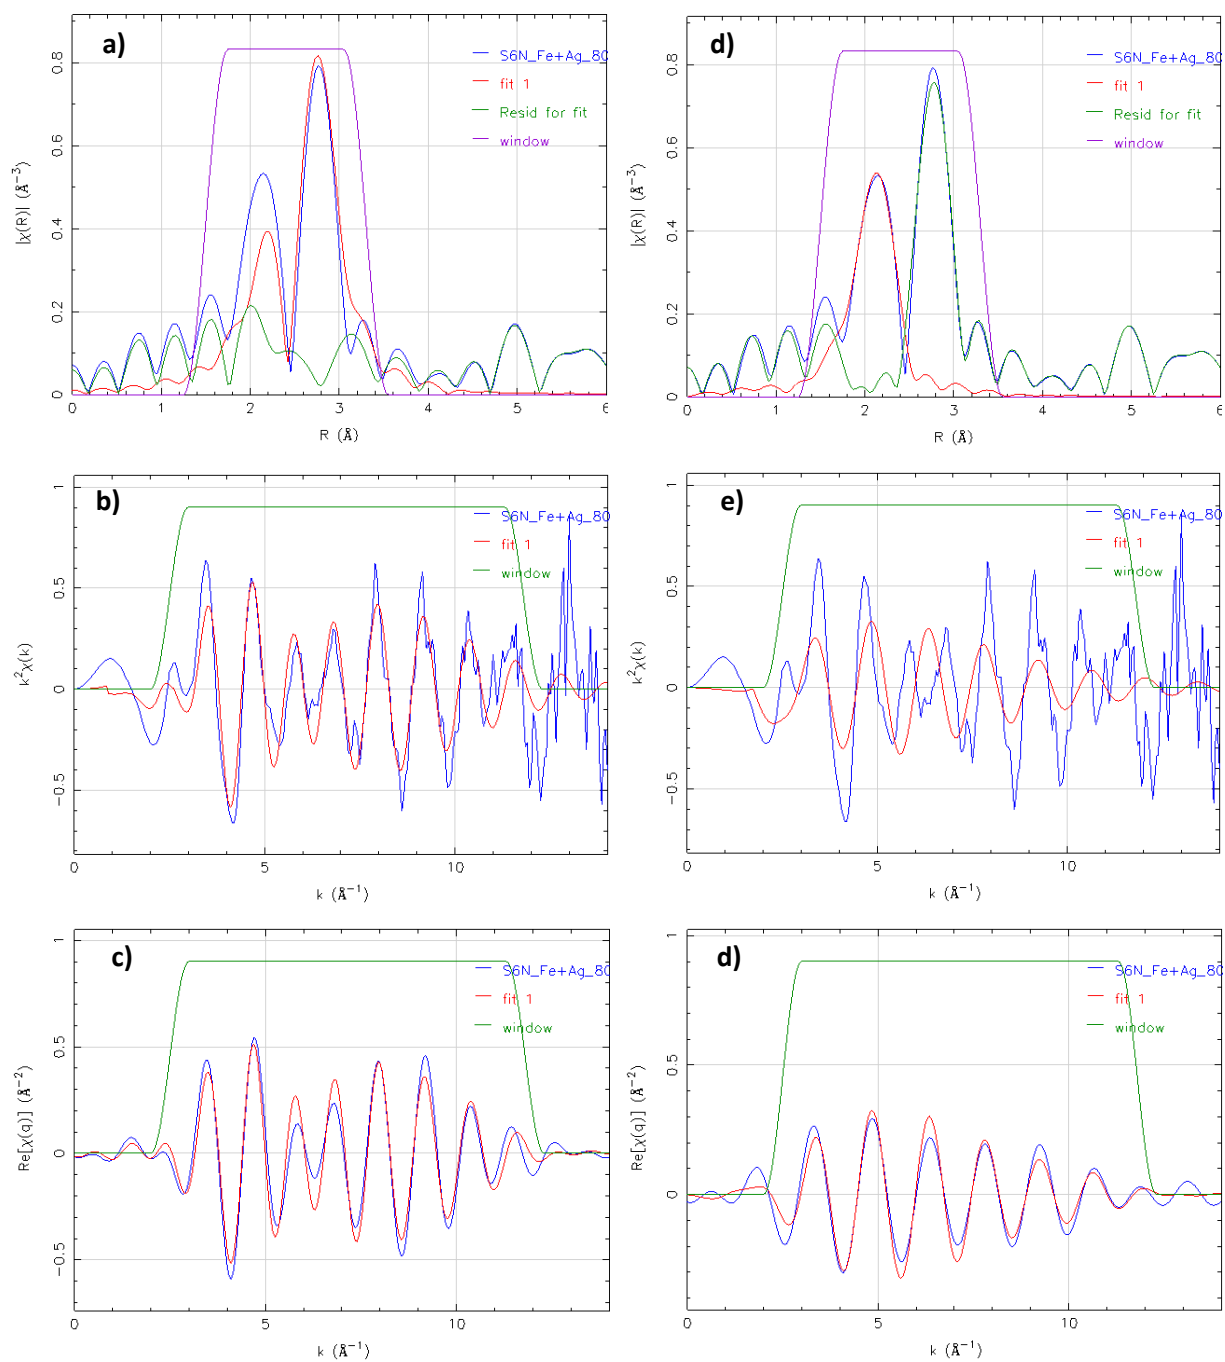 a)
S6N_Fe+Ag_80
fit 1
Resid for fit
window
|χ(R)| (Å⁻³)
0.8
0.6
0.4
0.2
0
0 1 2 3 4 5 6
R (Å)
d)
S6N_Fe+Ag_80
fit 1
Resid for fit
window
|χ(R)| (Å⁻³)
0.8
0.6
0.4
0.2
0
0 1 2 3 4 5 6
R (Å)
b)
S6N_Fe+Ag_80
fit 1
window
k²χ(k)
1
0.5
0
−0.5
0 5 10
k (Å⁻¹)
e)
S6N_Fe+Ag_80
fit 1
window
k²χ(k)
1
0.5
0
−0.5
0 5 10
k (Å⁻¹)
c)
S6N_Fe+Ag_80
fit 1
window
Re[χ(q)] (Å⁻²)
1
0.5
0
−0.5
0 5 10
k (Å⁻¹)
d)
S6N_Fe+Ag_80
fit 1
window
Re[χ(q)] (Å⁻²)
1
0.5
0
0 5 10
k (Å⁻¹)